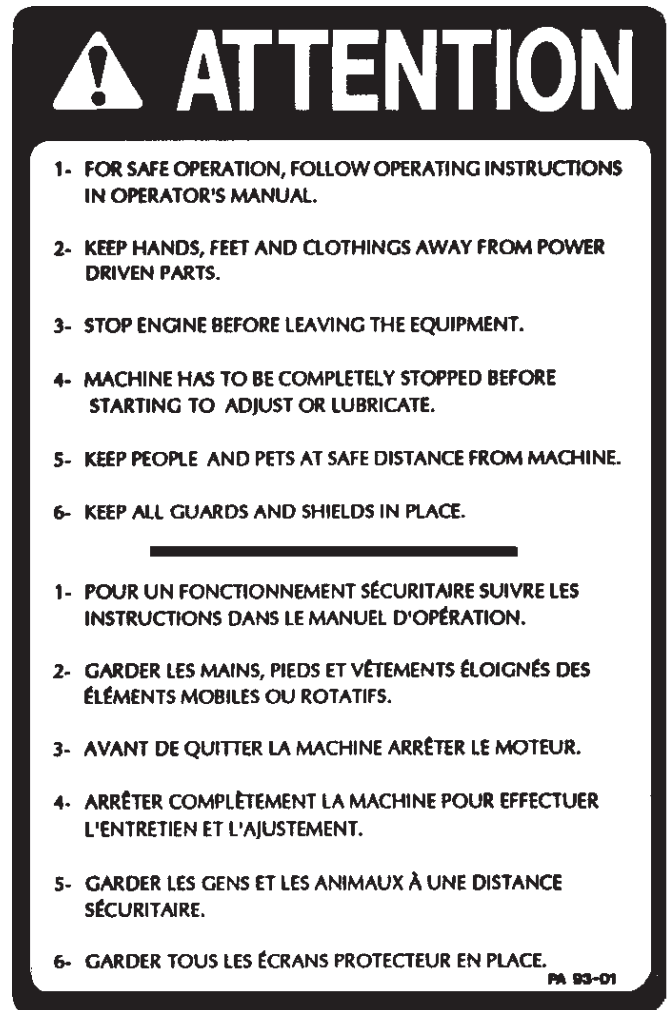 ATTENTION
1- FOR SAFE OPERATION, FOLLOW OPERATING INSTRUCTIONS
IN OPERATOR'S MANUAL.
2- KEEP HANDS, FEET AND CLOTHINGS AWAY FROM POWER
DRIVEN PARTS.
3- STOP ENGINE BEFORE LEAVING THE EQUIPMENT.
4- MACHINE HAS TO BE COMPLETELY STOPPED BEFORE
STARTING TO ADJUST OR LUBRICATE.
5- KEEP PEOPLE AND PETS AT SAFE DISTANCE FROM MACHINE.
6- KEEP ALL GUARDS AND SHIELDS IN PLACE.
1- POUR UN FONCTIONNEMENT SÉCURITAIRE SUIVRE LES
INSTRUCTIONS DANS LE MANUEL D'OPÉRATION.
2- GARDER LES MAINS, PIEDS ET VÊTEMENTS ÉLOIGNÉS DES
ÉLÉMENTS MOBILES OU ROTATIFS.
3- AVANT DE QUITTER LA MACHINE ARRÊTER LE MOTEUR.
4- ARRÊTER COMPLÈTEMENT LA MACHINE POUR EFFECTUER
L'ENTRETIEN ET L'AJUSTEMENT.
5- GARDER LES GENS ET LES ANIMAUX À UNE DISTANCE
SÉCURITAIRE.
6- GARDER TOUS LES ÉCRANS PROTECTEUR EN PLACE.
PA 93-01